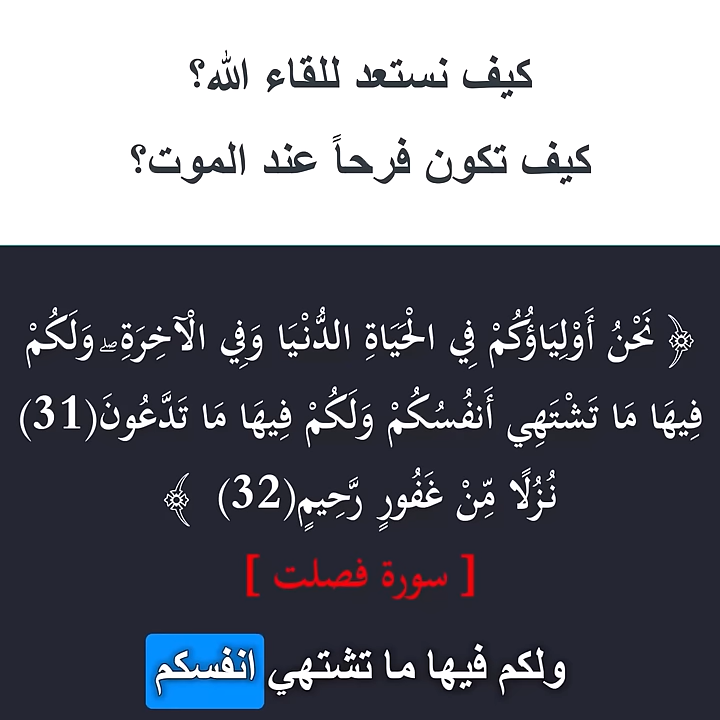 كيف نستعد للقاء الله؟
كيف تكون فرحاً عند الموت؟
﴿ نَحْنُ أَوْلِيَاؤُكُمْ فِي الْحَيَاةِ الدُّنْيَا وَفِي الْآخِرَةِ ۖ وَلَكُمْ
فِيهَا مَا تَشْتَهِي أَنفُسُكُمْ وَلَكُمْ فِيهَا مَا تَدَّعُونَ(31)
نُزُلًا مِّنْ غَفُورٍ رَّحِيمٍ(32) ﴾
[ سورة فصلت ]
ولكم فيها ما تشتهي انفسكم